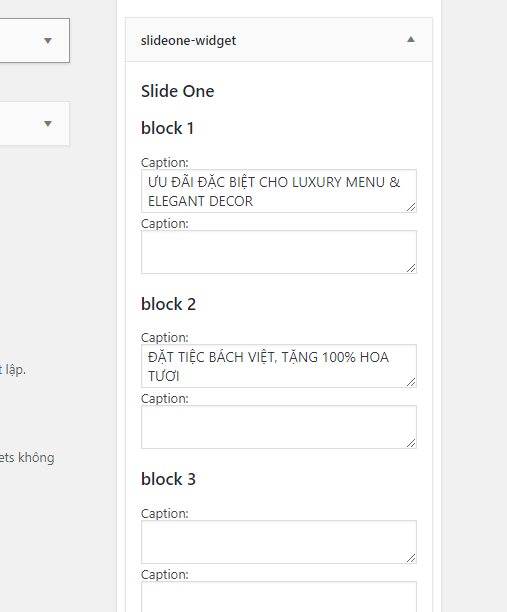 slideone-widget
Slide One
block 1
Caption:
ƯU ĐÃI ĐẶC BIỆT CHO LUXURY MENU &
ELEGANT DECOR
Caption:
block 2
Caption:
ĐẶT TIỆC BÁCH VIỆT, TẶNG 100% HOA
TƯƠI
Caption:
t lập.
ets không
block 3
Caption:
Caption: